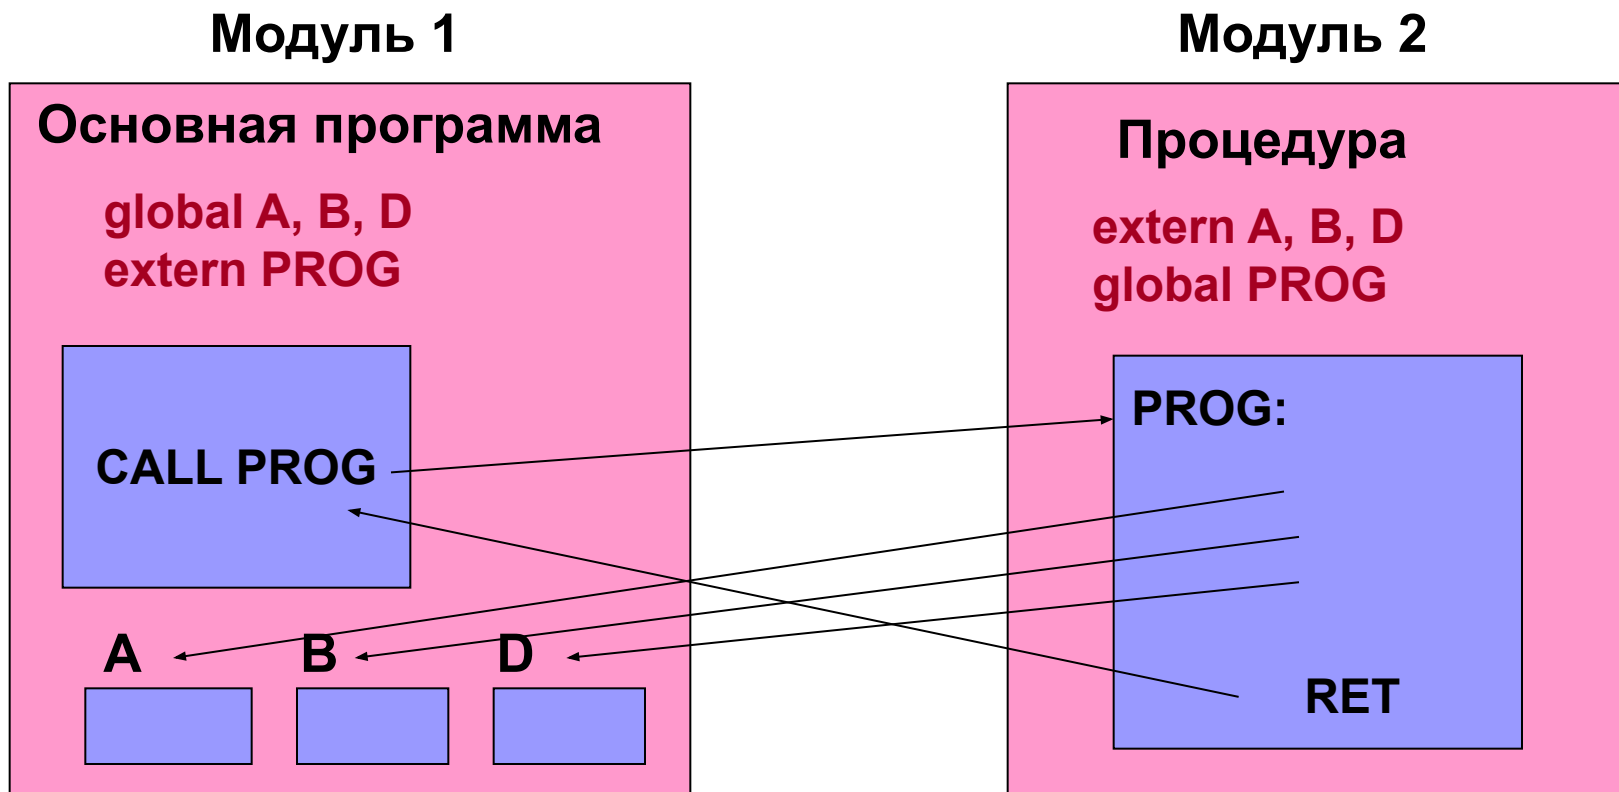 Модуль 1
Основная программа
global A, B, D
extern PROG
CALL PROG
A B D
Модуль 2
Процедура
extern A, B, D
global PROG
PROG:
RET